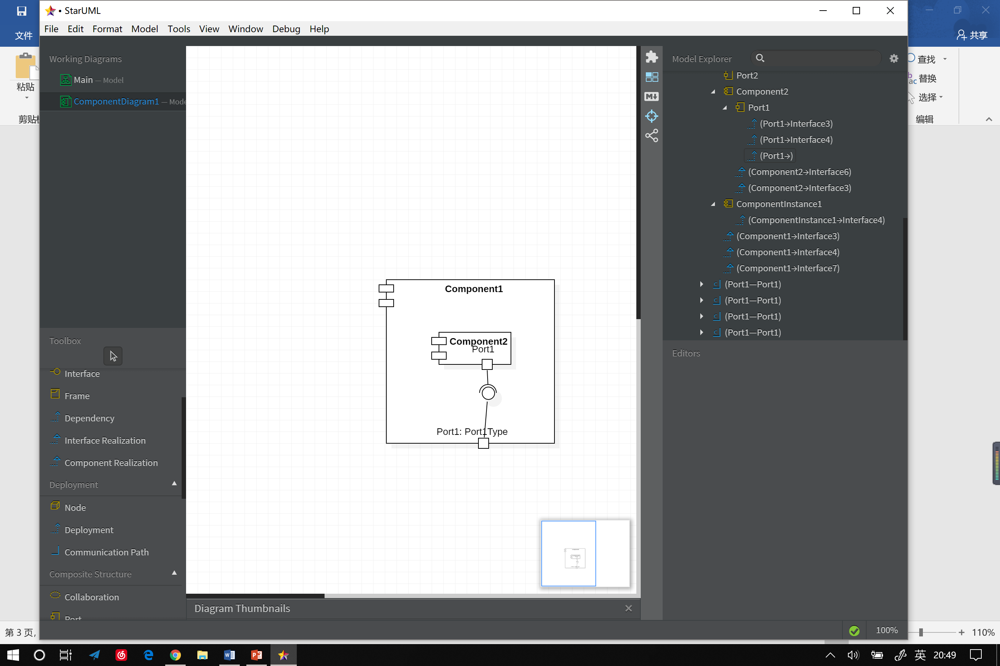 • StarUML
File Edit Format Model Tools View Window Debug Help
文件
共享
粘贴
剪贴板
查找
替换
选择
编辑
Working Diagrams
Main — Model
ComponentDiagram1 — Mode
Toolbox
Interface
Frame
Dependency
Interface Realization
Component Realization
Deployment
Node
Deployment
Communication Path
Composite Structure
Collaboration
Port
Component1
Component2
Port1
Port1: Port1Type
Diagram Thumbnails
Model Explorer
Port2
Component2
Port1
(Port1→Interface3)
(Port1→Interface4)
(Port1→)
(Component2→Interface6)
(Component2→Interface3)
ComponentInstance1
(ComponentInstance1→Interface4)
(Component1→Interface3)
(Component1→Interface4)
(Component1→Interface7)
(Port1—Port1)
(Port1—Port1)
(Port1—Port1)
(Port1—Port1)
Editors
100%
第 3 页,
110%
英 20:49